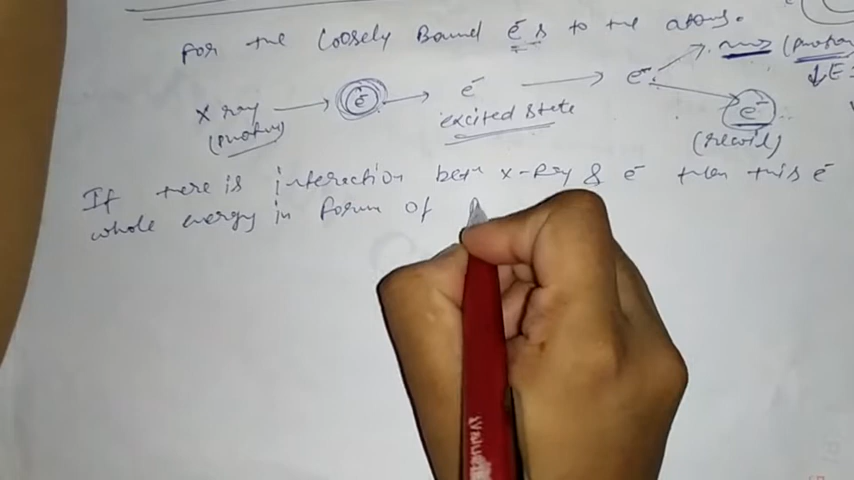 For the Loosely Bound e⁻s to the atoms.
X ray → e⁻ → e⁻ → e⁻ (photon
(photon) excited state e⁻ ↓E
(recoil)
If there is interection betn x-Ray & e⁻ then this e⁻
whole energy in form of